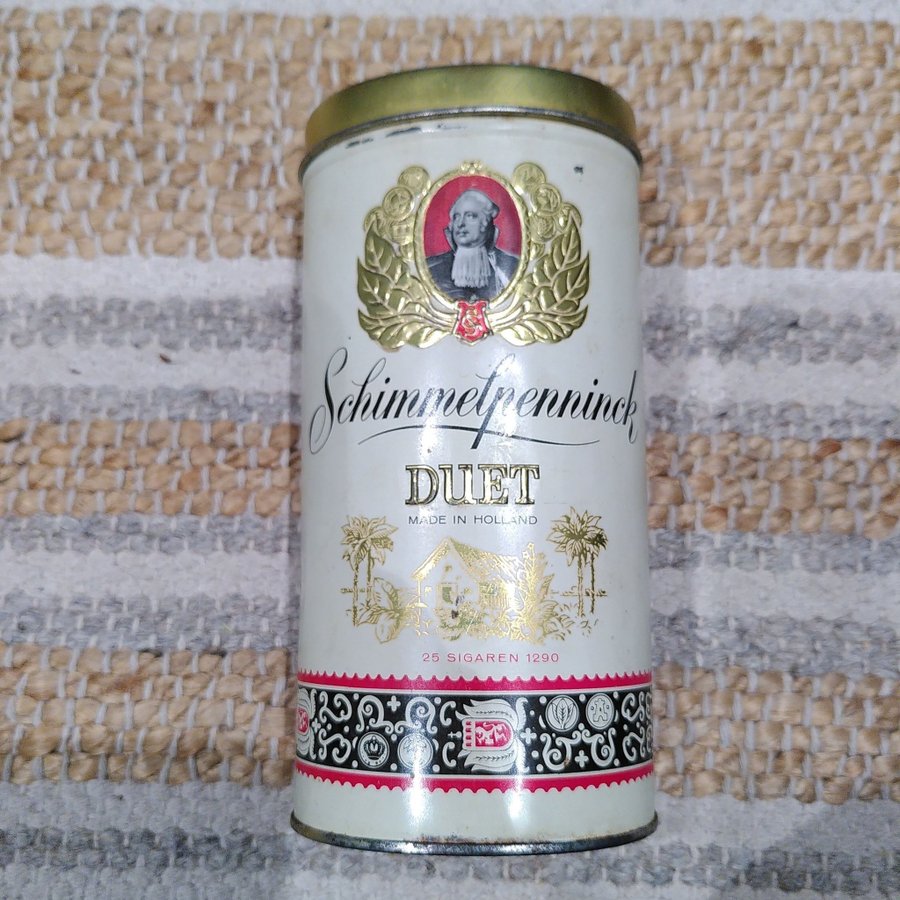 Schimmelpenninck
DUET
MADE IN HOLLAND
25 SIGAREN 1290